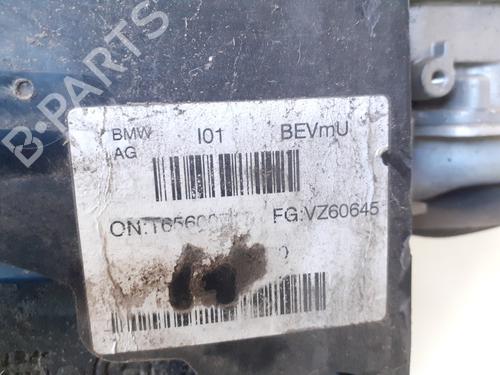 BMW I01 BEVmU
AG
FG:VZ60645
B-PARTS